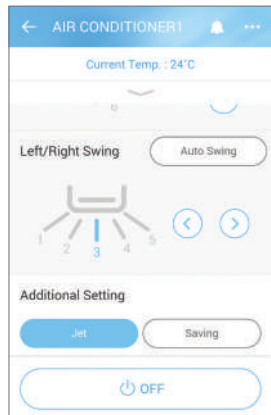 AIR CONDITIONER1
Current Temp. : 24°C
6
Left/Right Swing Auto Swing
1 2 3 4 5
Additional Setting
Jet Saving
OFF